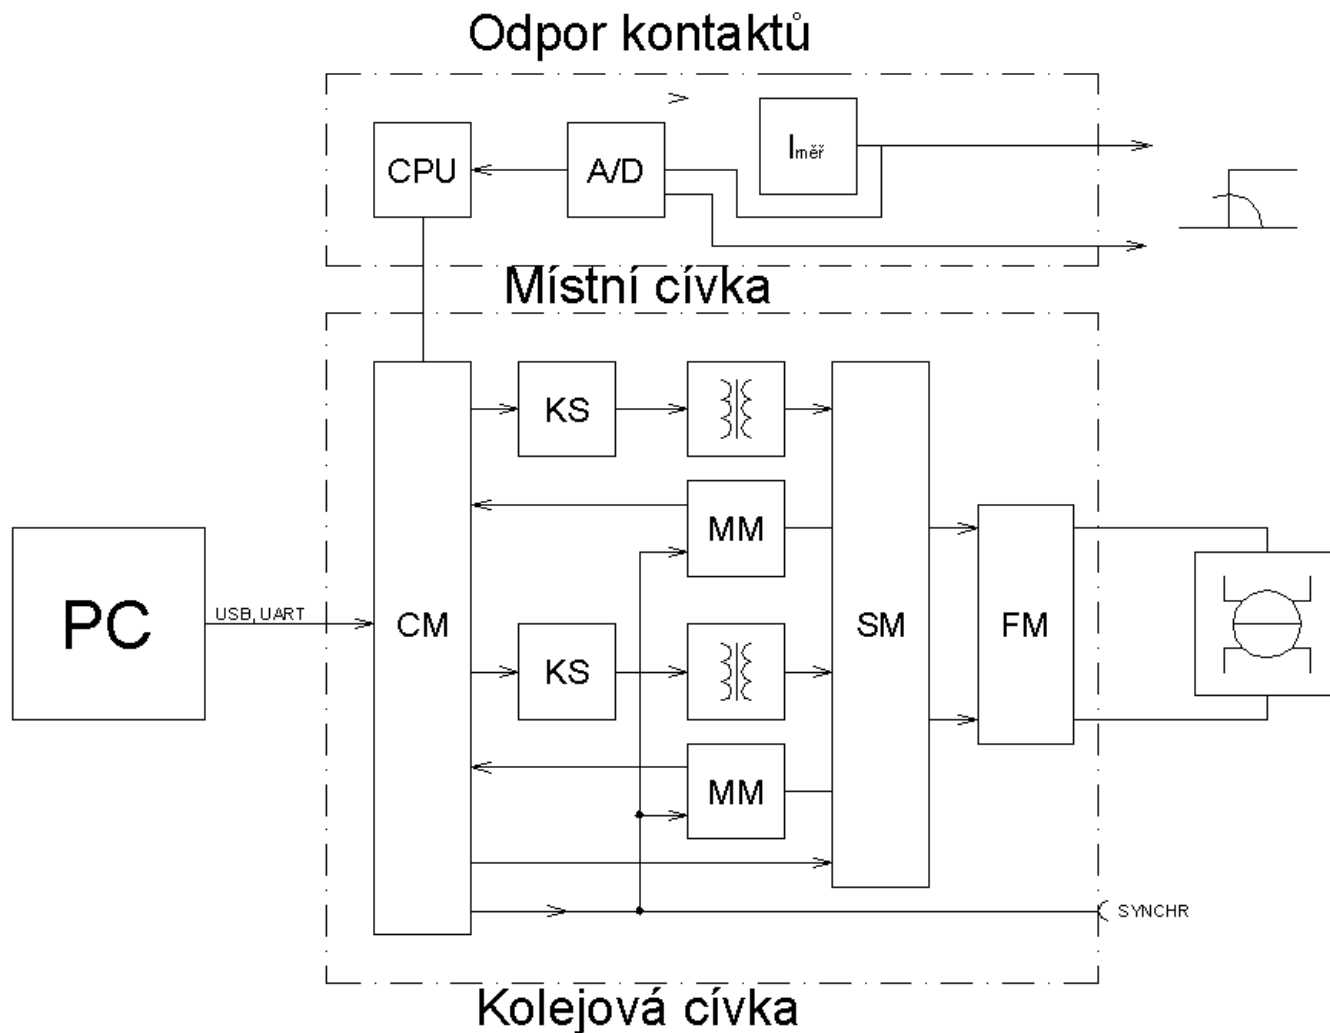 Odpor kontaktů
CPU
A/D
Iměř
Místní cívka
KS
MM
PC
USB, UART
CM
SM
FM
KS
MM
SYNCHR
Kolejová cívka